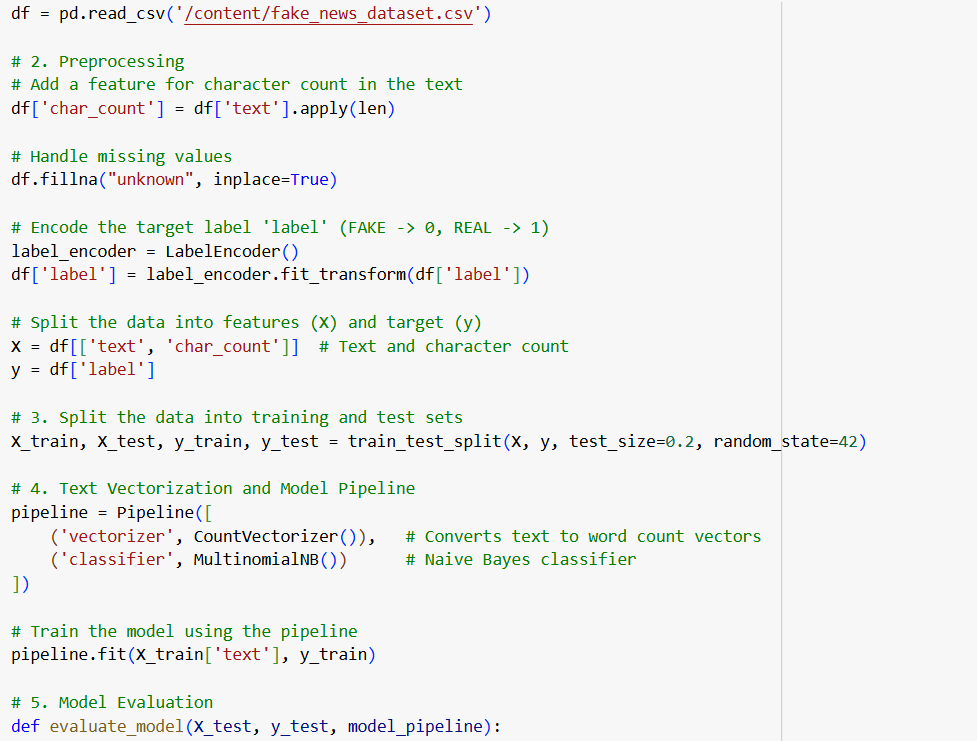 df = pd.read_csv('/content/fake_news_dataset.csv')
# 2. Preprocessing
# Add a feature for character count in the text
df['char_count'] = df['text'].apply(len)
# Handle missing values
df.fillna("unknown", inplace=True)
# Encode the target label 'label' (FAKE -> 0, REAL -> 1)
label_encoder = LabelEncoder()
df['label'] = label_encoder.fit_transform(df['label'])
# Split the data into features (X) and target (y)
X = df[['text', 'char_count']]  # Text and character count
y = df['label']
# 3. Split the data into training and test sets
X_train, X_test, y_train, y_test = train_test_split(X, y, test_size=0.2, random_state=42)
# 4. Text Vectorization and Model Pipeline
pipeline = Pipeline([
    ('vectorizer', CountVectorizer()),   # Converts text to word count vectors
    ('classifier', MultinomialNB())      # Naive Bayes classifier
])
# Train the model using the pipeline
pipeline.fit(X_train['text'], y_train)
# 5. Model Evaluation
def evaluate_model(X_test, y_test, model_pipeline):